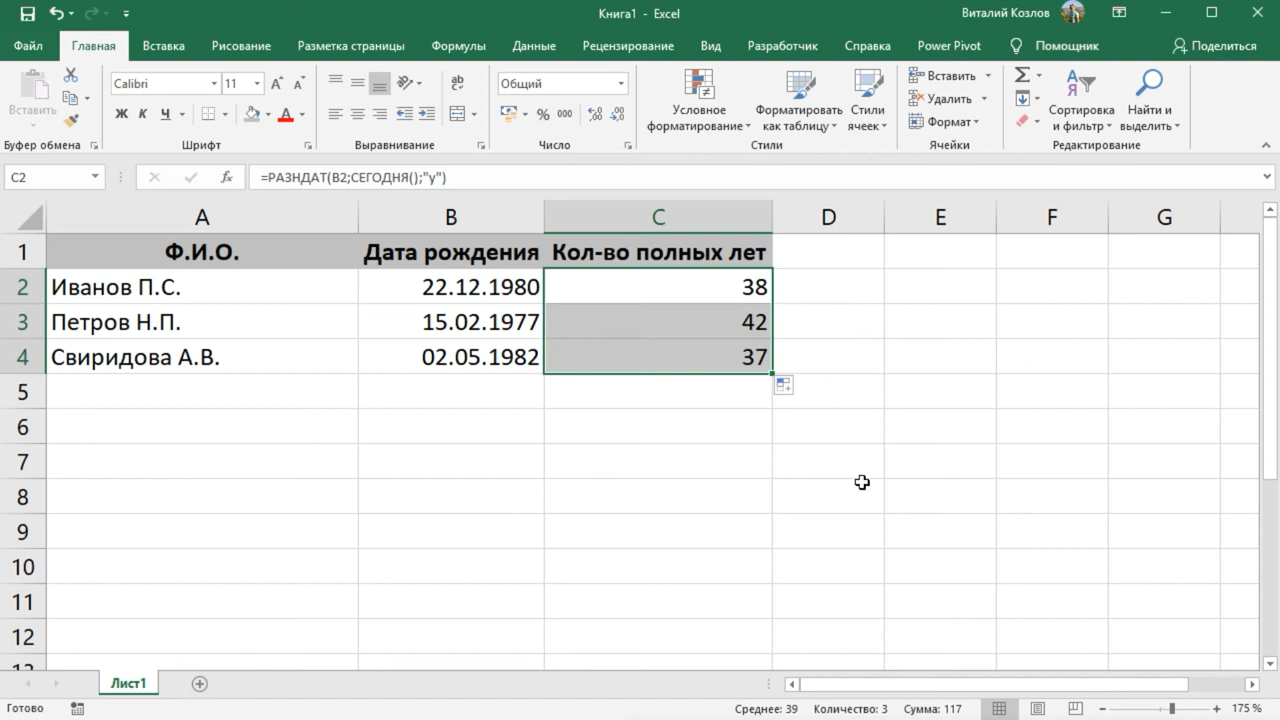 Книга1 - Excel
Виталий Козлов
Файл
Главная
Вставка
Рисование
Разметка страницы
Формулы
Данные
Рецензирование
Вид
Разработчик
Справка
Power Pivot
Помощник
Поделиться
Вставить
Буфер обмена
Calibri
11
Ж К Ч
Шрифт
Выравнивание
Общий
% 000
Число
Условное форматирование
Форматировать как таблицу
Стили ячеек
Стили
Вставить
Удалить
Формат
Ячейки
Сортировка и фильтр
Найти и выделить
Редактирование
C2
fx
=РАЗНДАТ(B2;СЕГОДНЯ();"y")
A B C D E F G
1 Ф.И.О. Дата рождения Кол-во полных лет
2 Иванов П.С. 22.12.1980 38
3 Петров Н.П. 15.02.1977 42
4 Свиридова А.В. 02.05.1982 37
5
6
7
8
9
10
11
12
13
Лист1
Готово
Среднее: 39 Количество: 3 Сумма: 117
175 %